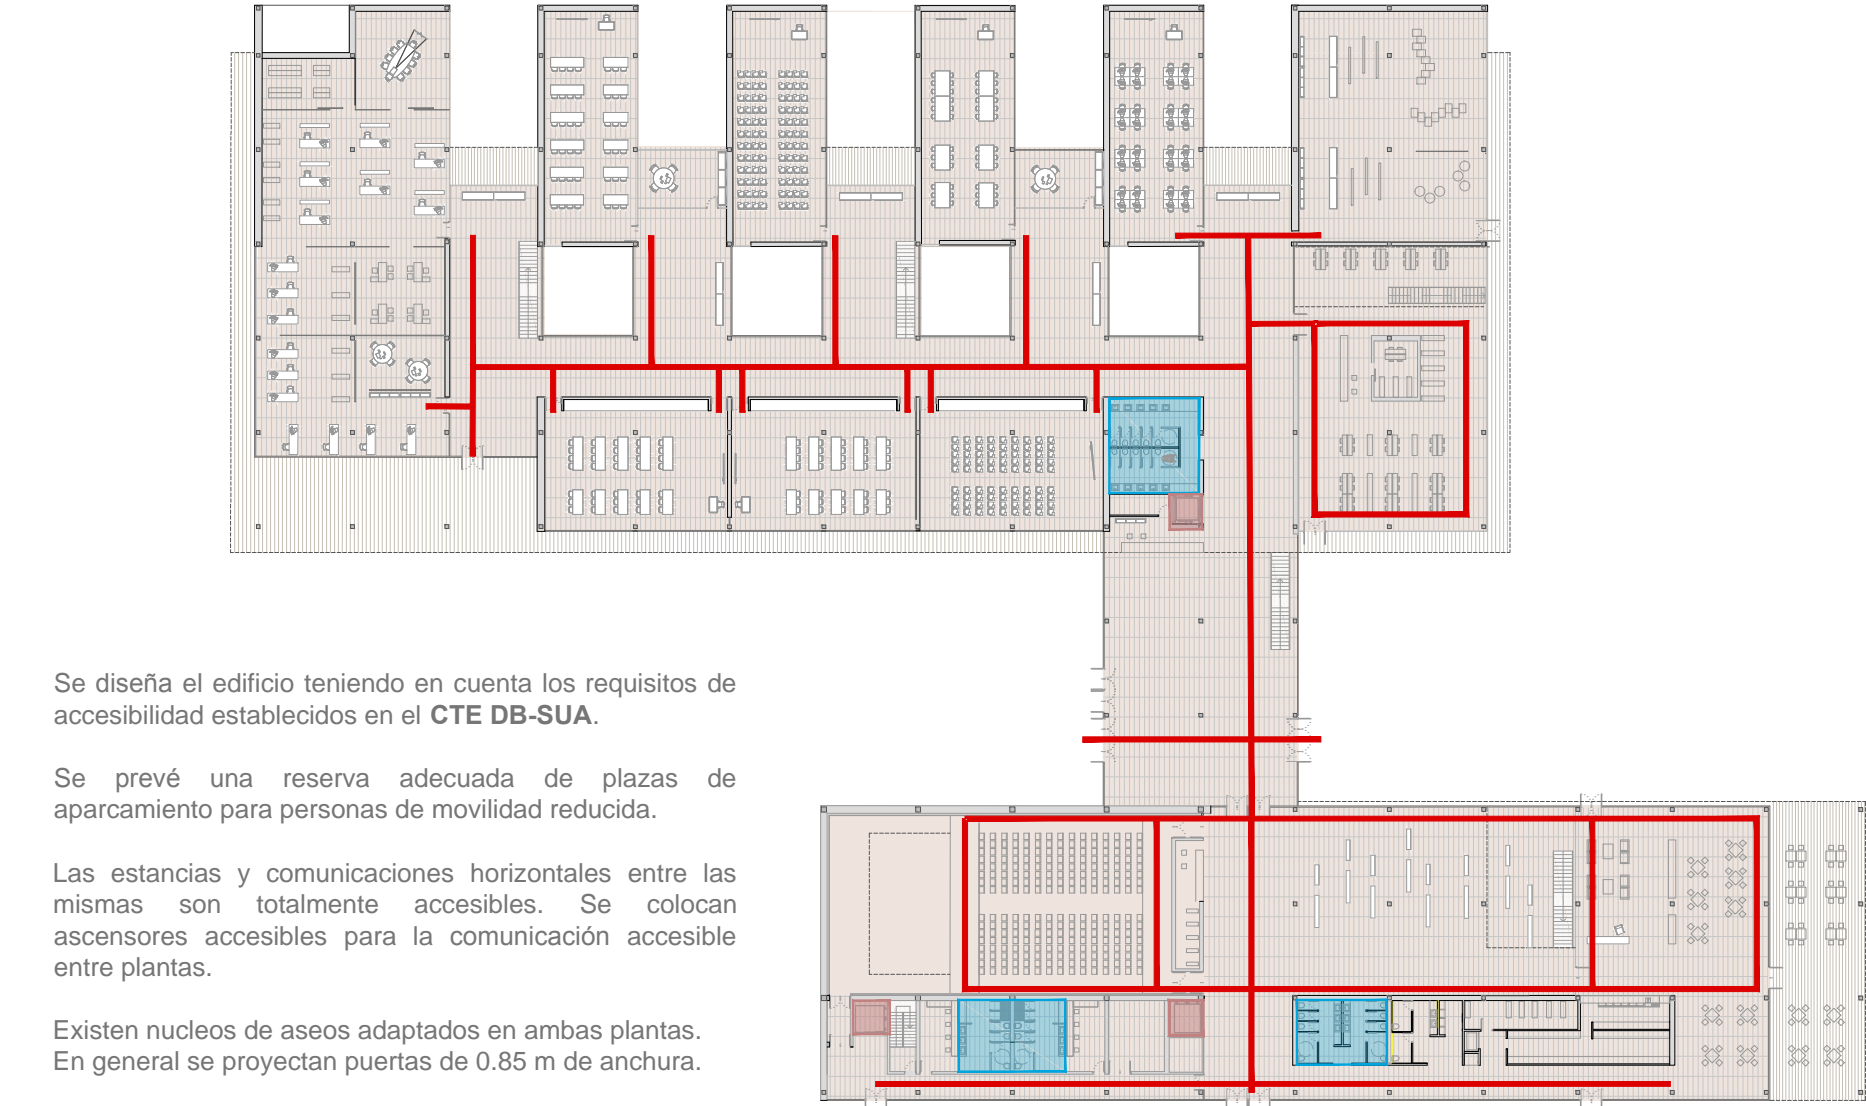 Se diseña el edificio teniendo en cuenta los requisitos de
accesibilidad establecidos en el CTE DB-SUA.
Se prevé una reserva adecuada de plazas de
aparcamiento para personas de movilidad reducida.
Las estancias y comunicaciones horizontales entre las
mismas son totalmente accesibles. Se colocan
ascensores accesibles para la comunicación accesible
entre plantas.
Existen nucleos de aseos adaptados en ambas plantas.
En general se proyectan puertas de 0.85 m de anchura.